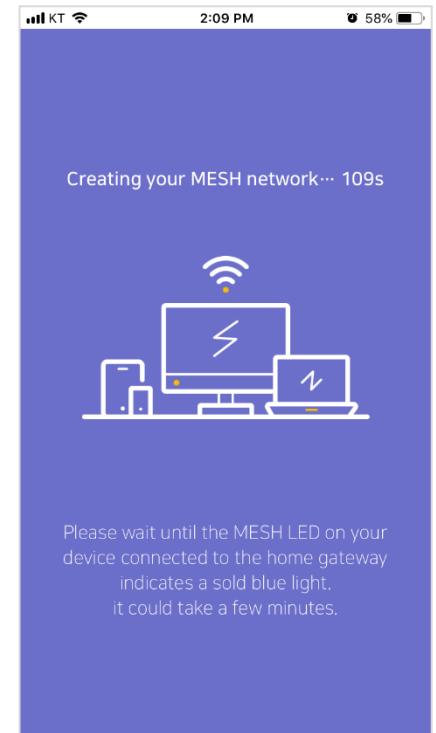 KT 2:09 PM 58%
Creating your MESH network··· 109s
Please wait until the MESH LED on your
device connected to the home gateway
indicates a sold blue light.
it could take a few minutes.